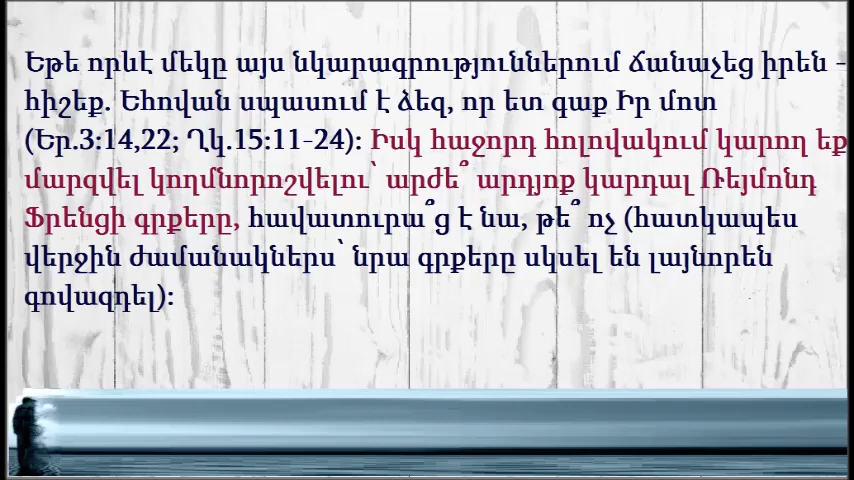 Եթե որևէ մեկը այս նկարագրություններում ճանաչեց իրեն -
հիշեք. Եհովան սպասում է ձեզ, որ ետ գաք Իր մոտ
(Եր.3:14,22; Ղկ.15:11-24): Իսկ հաջորդ հոլովակում կարող եք
մարզվել կողմնորոշվելու՝ արժե՞ արդյոք կարդալ Ռեյմոնդ
Ֆրենցի գրքերը, հավատուրա՞ց է նա, թե՞ ոչ (հատկապես
վերջին ժամանակներս՝ նրա գրքերը սկսել են լայնորեն
գովազդել):